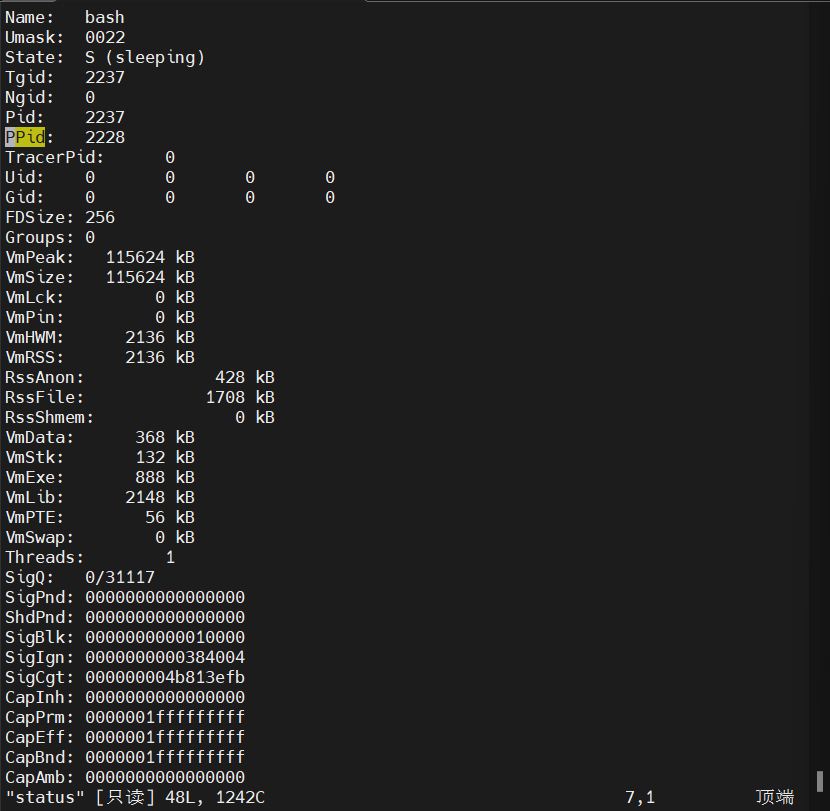 Name:   bash
Umask:  0022
State:  S (sleeping)
Tgid:   2237
Ngid:   0
Pid:    2237
PPid:   2228
TracerPid:      0
Uid:    0       0       0       0
Gid:    0       0       0       0
FDSize: 256
Groups: 0
VmPeak:   115624 kB
VmSize:   115624 kB
VmLck:         0 kB
VmPin:         0 kB
VmHWM:      2136 kB
VmRSS:      2136 kB
RssAnon:             428 kB
RssFile:            1708 kB
RssShmem:              0 kB
VmData:      368 kB
VmStk:       132 kB
VmExe:       888 kB
VmLib:      2148 kB
VmPTE:        56 kB
VmSwap:        0 kB
Threads:        1
SigQ:   0/31117
SigPnd: 0000000000000000
ShdPnd: 0000000000000000
SigBlk: 0000000000010000
SigIgn: 0000000000384004
SigCgt: 000000004b813efb
CapInh: 0000000000000000
CapPrm: 0000001fffffffff
CapEff: 0000001fffffffff
CapBnd: 0000001fffffffff
CapAmb: 0000000000000000
"status" [只读] 48L, 1242C                                    7,1          顶端